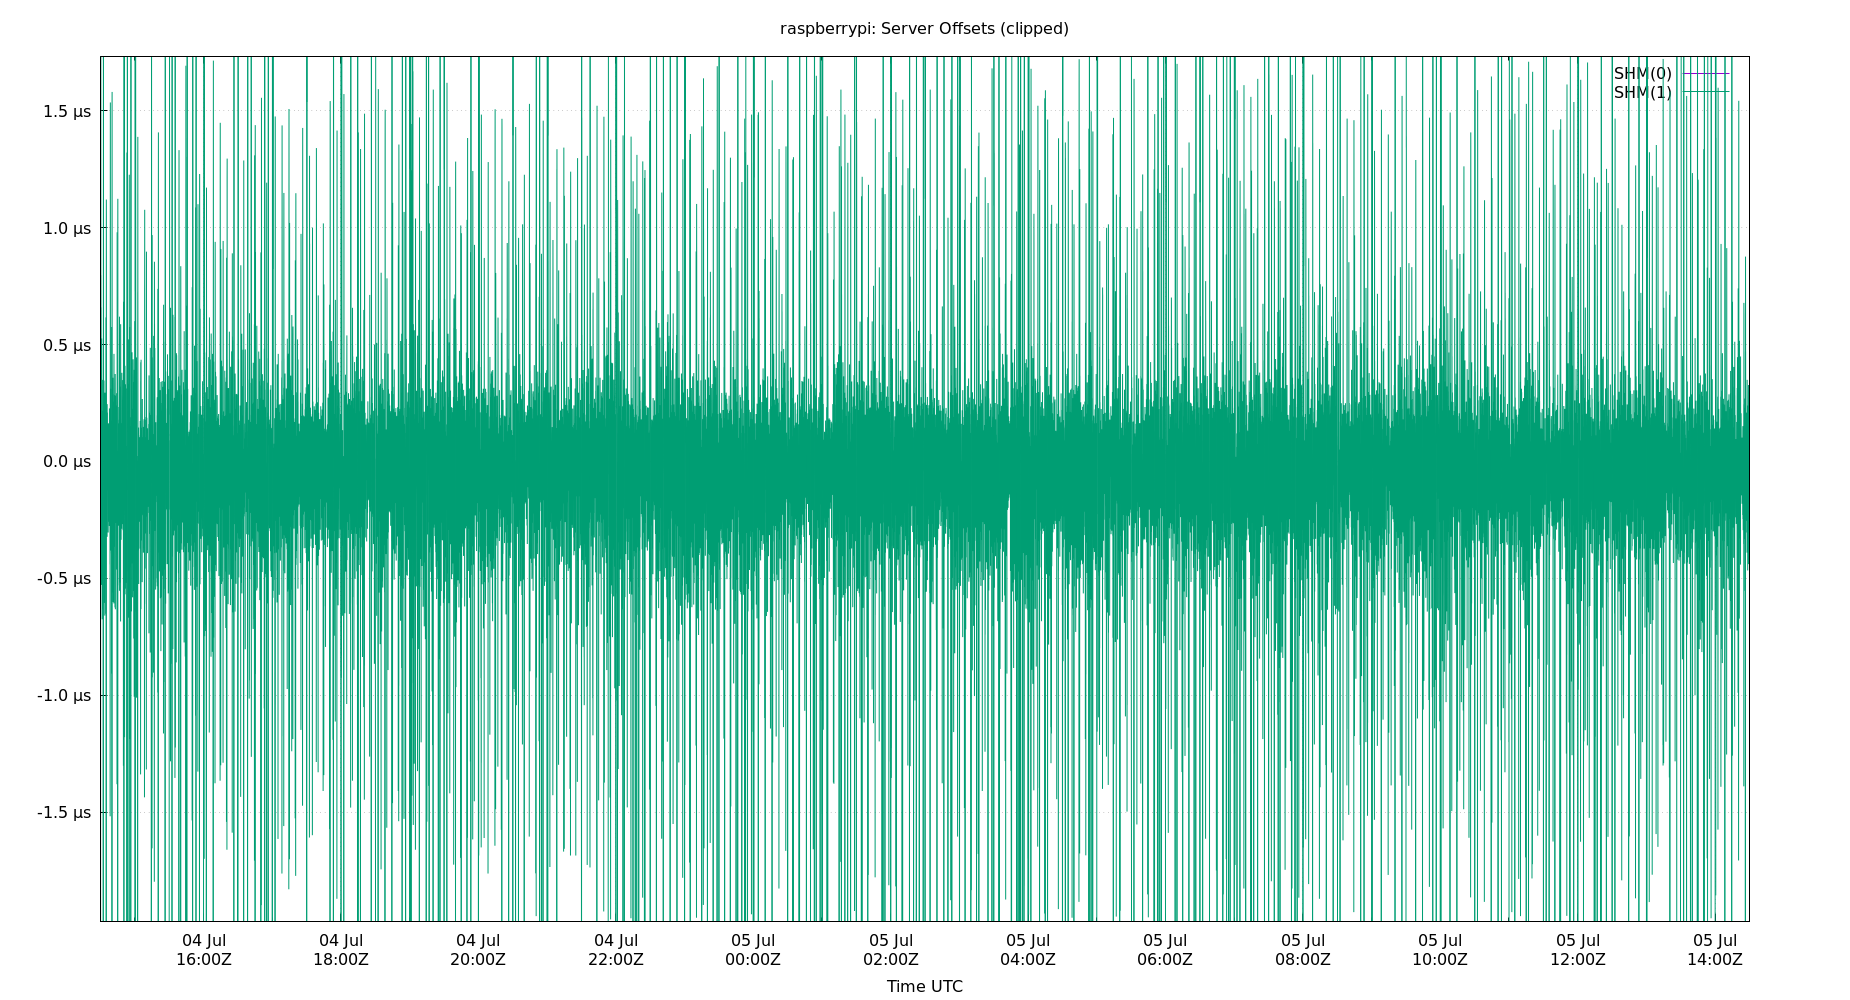 raspberrypi: Server Offsets (clipped)
SHM(0)
SHM(1)
1.5 µs
1.0 µs
0.5 µs
0.0 µs
-0.5 µs
-1.0 µs
-1.5 µs
04 Jul 04 Jul 04 Jul 04 Jul 05 Jul 05 Jul 05 Jul 05 Jul 05 Jul 05 Jul 05 Jul 05 Jul
16:00Z 18:00Z 20:00Z 22:00Z 00:00Z 02:00Z 04:00Z 06:00Z 08:00Z 10:00Z 12:00Z 14:00Z
Time UTC